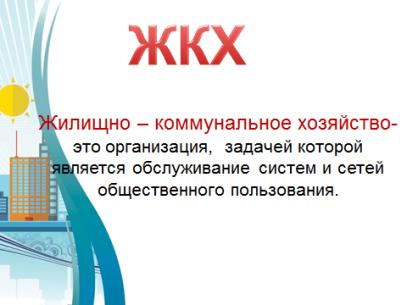 ЖКХ
Жилищно – коммунальное хозяйство-
это организация, задачей которой
является обслуживание систем и сетей
общественного пользования.